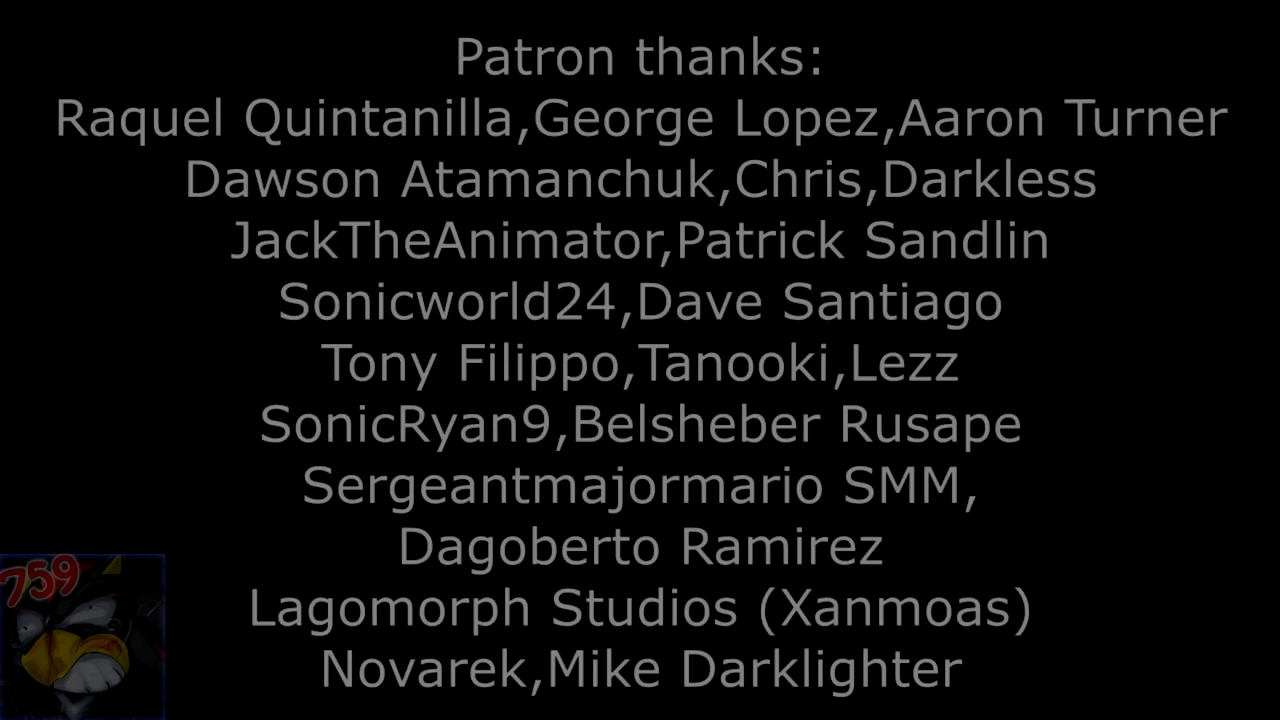 Patron thanks:
Raquel Quintanilla,George Lopez,Aaron Turner
Dawson Atamanchuk,Chris,Darkless
JackTheAnimator,Patrick Sandlin
Sonicworld24,Dave Santiago
Tony Filippo,Tanooki,Lezz
SonicRyan9,Belsheber Rusape
Sergeantmajormario SMM,
Dagoberto Ramirez
Lagomorph Studios (Xanmoas)
Novarek,Mike Darklighter
759